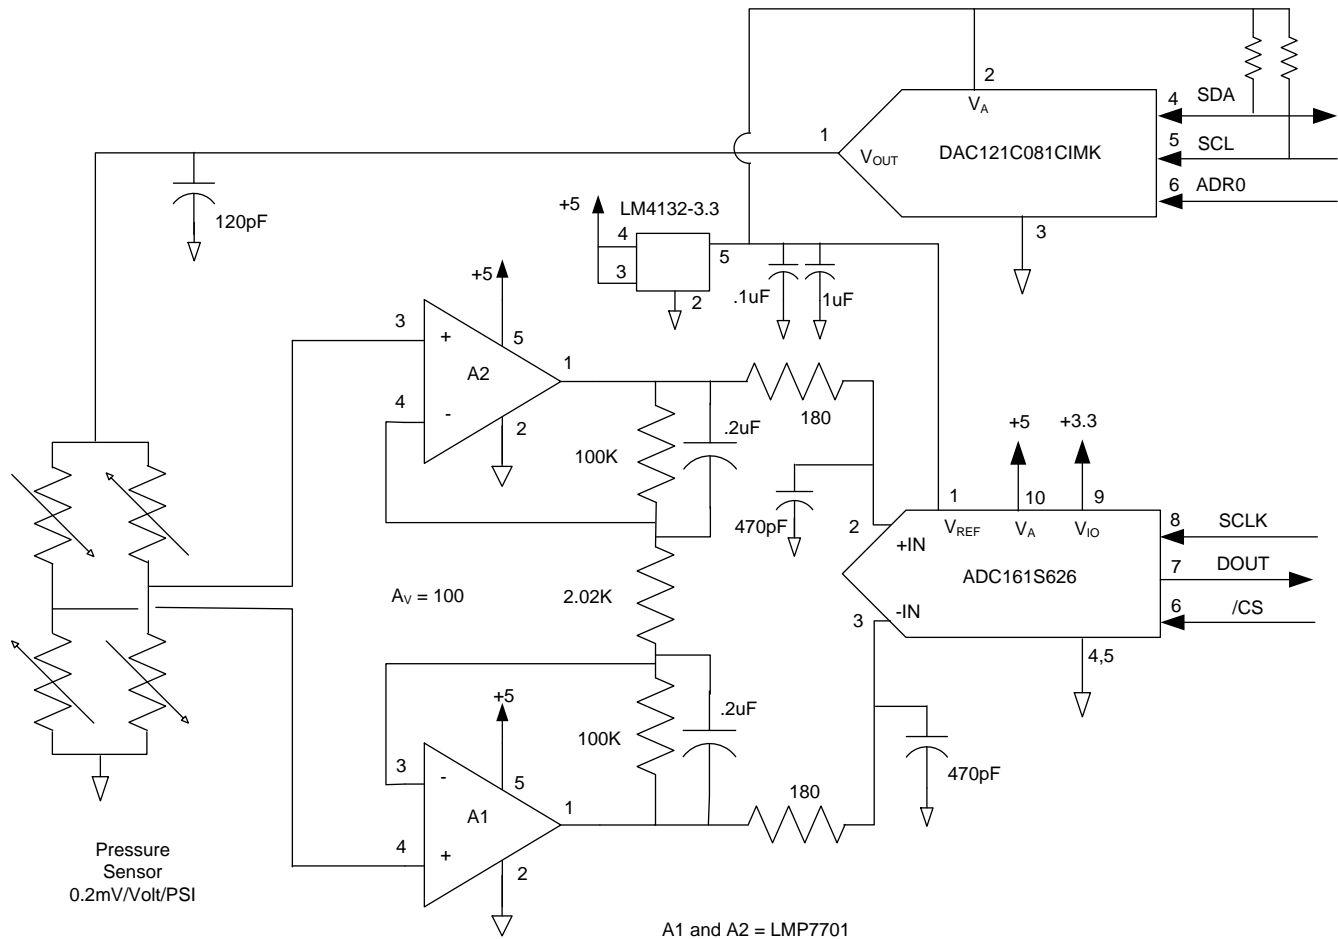 2
V_A
4 SDA
1
V_OUT
DAC121C081CIMK
5 SCL
6 ADR0
3
120pF
+5
LM4132-3.3
4
5
3
2
.1uF
1uF
+5
3
+
5
A2
1
4
-
2
180
100K
.2uF
+5
+3.3
470pF
1
10
9
2
V_REF
V_A
V_IO
8 SCLK
+IN
ADC161S626
7 DOUT
-IN
3
6 /CS
4,5
A_V = 100
2.02K
+5
.2uF
100K
3
-
5
A1
1
180
470pF
4
+
2
Pressure
Sensor
0.2mV/Volt/PSI
A1 and A2 = LMP7701